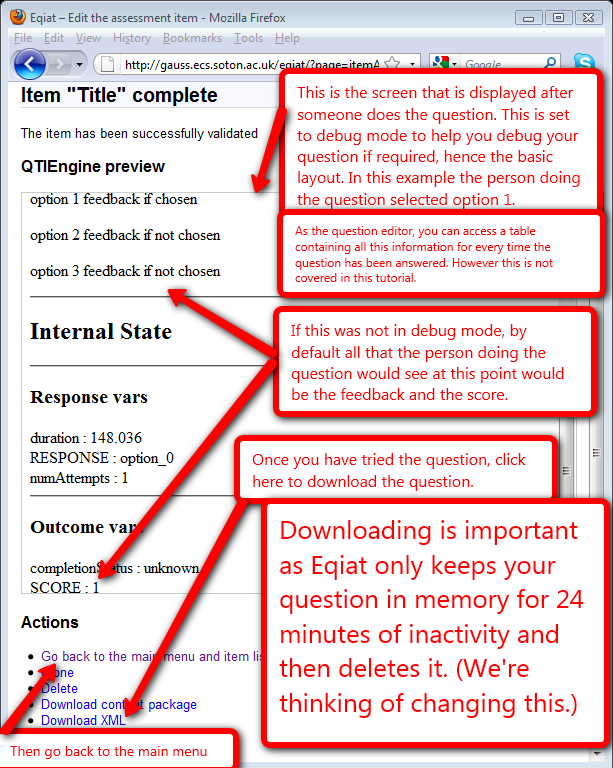 Eqiat – Edit the assessment item - Mozilla Firefox
File Edit View History Bookmarks Tools Help
http://gauss.ecs.soton.ac.uk/eqiat/?page=itemA
Google
Item "Title" complete
The item has been successfully validated
QTIEngine preview
This is the screen that is displayed after
someone does the question. This is set
to debug mode to help you debug your
question if required, hence the basic
layout. In this example the person doing
the question selected option 1.
As the question editor, you can access a table
containing all this information for every time the
question has been answered. However this is not
covered in this tutorial.
option 1 feedback if chosen
option 2 feedback if not chosen
option 3 feedback if not chosen
Internal State
If this was not in debug mode, by
default all that the person doing the
question would see at this point would
be the feedback and the score.
Response vars
duration : 148.036
RESPONSE : option_0
numAttempts : 1
Once you have tried the question, click
here to download the question.
Outcome vars
completionStatus : unknown
SCORE : 1
Downloading is important
as Eqiat only keeps your
question in memory for 24
minutes of inactivity and
then deletes it. (We're
thinking of changing this.)
Actions
Go back to the main menu and item lis
Delete
Download content package
Download XML
Then go back to the main menu